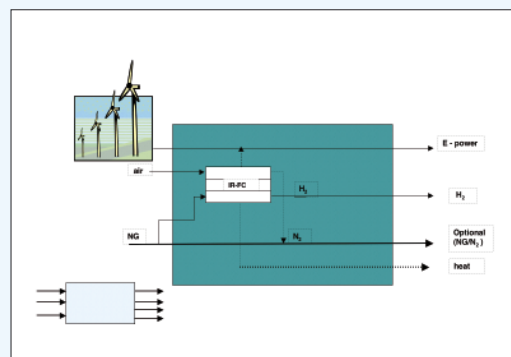 E - power
air
IR-FC
H2
H2
NG
N2
Optional
(NG/N2)
heat